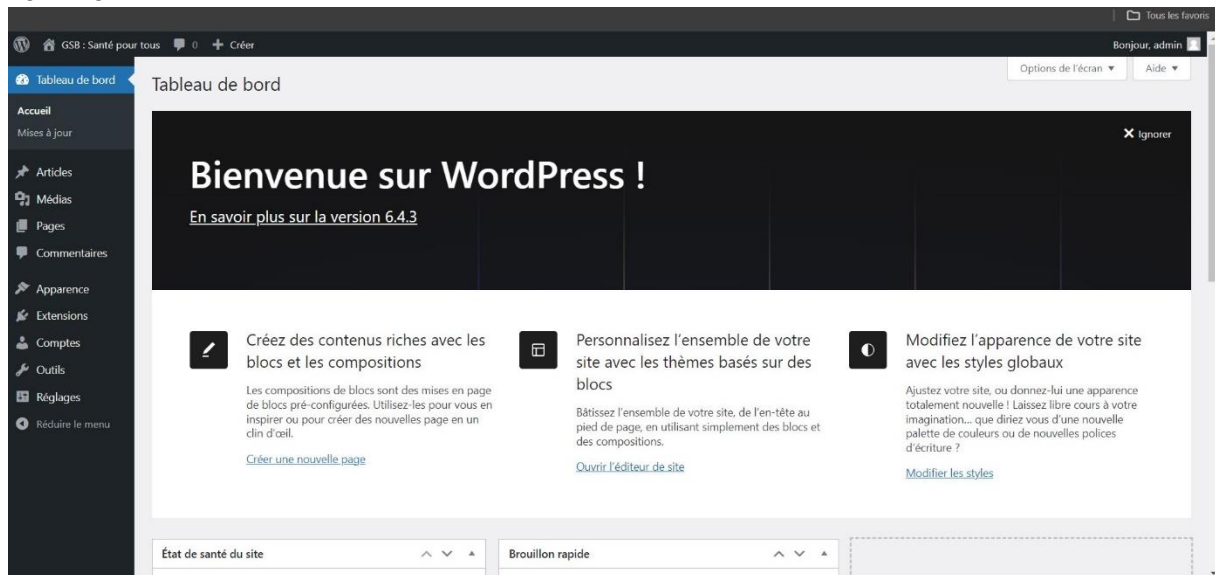 Tous les favoris
GSB : Santé pour tous 0 + Créer
Bonjour, admin
Tableau de bord
Accueil
Mises à jour
Articles
Médias
Pages
Commentaires
Apparence
Extensions
Comptes
Outils
Réglages
Réduire le menu
Tableau de bord
Options de l'écran ▼
Aide ▼
Ignorer
Bienvenue sur WordPress !
En savoir plus sur la version 6.4.3
Créez des contenus riches avec les
blocs et les compositions
Les compositions de blocs sont des mises en page
de blocs pré-configurées. Utilisez-les pour vous en
inspirer ou pour créer des nouvelles page en un
clin d'œil.
Créer une nouvelle page
Personnalisez l'ensemble de votre
site avec les thèmes basés sur des
blocs
Bâtissez l'ensemble de votre site, de l'en-tête au
pied de page, en utilisant simplement des blocs et
des compositions.
Ouvrir l'éditeur de site
Modifiez l'apparence de votre site
avec les styles globaux
Ajustez votre site, ou donnez-lui une apparence
totalement nouvelle ! Laissez libre cours à votre
imagination... que diriez vous d'une nouvelle
palette de couleurs ou de nouvelles polices
d'écriture ?
Modifier les styles
État de santé du site
Brouillon rapide